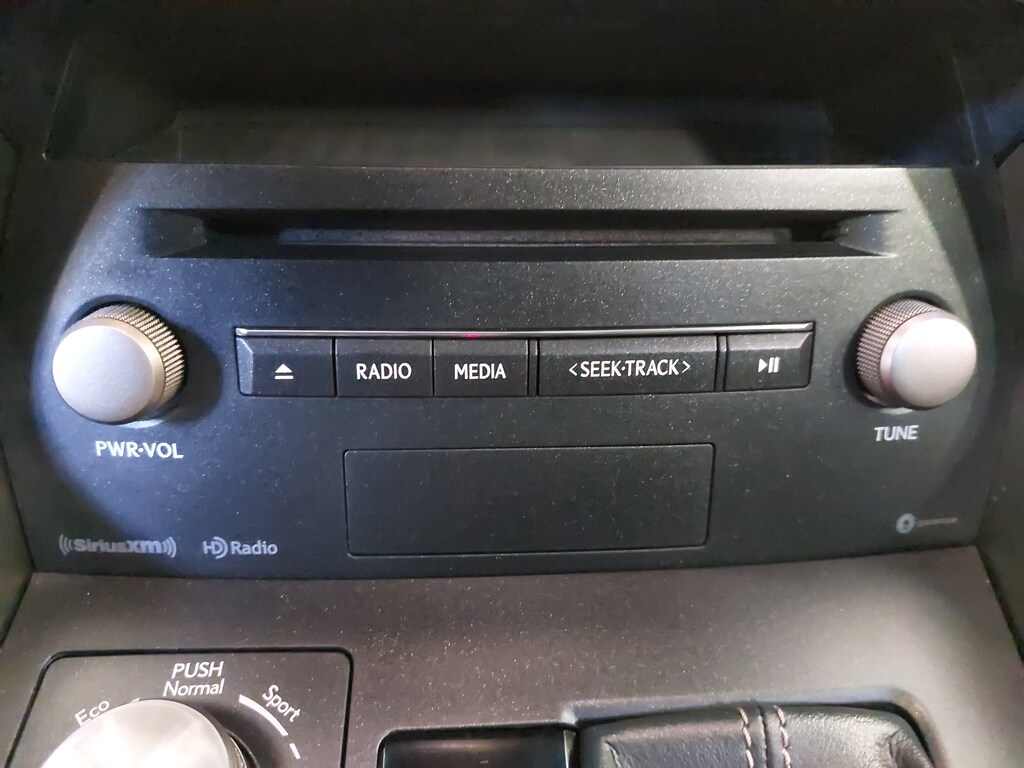 RADIO
MEDIA
<SEEK·TRACK>
PWR·VOL
TUNE
((SiriusXM))
HD Radio
PUSH
Normal
Eco
Sport